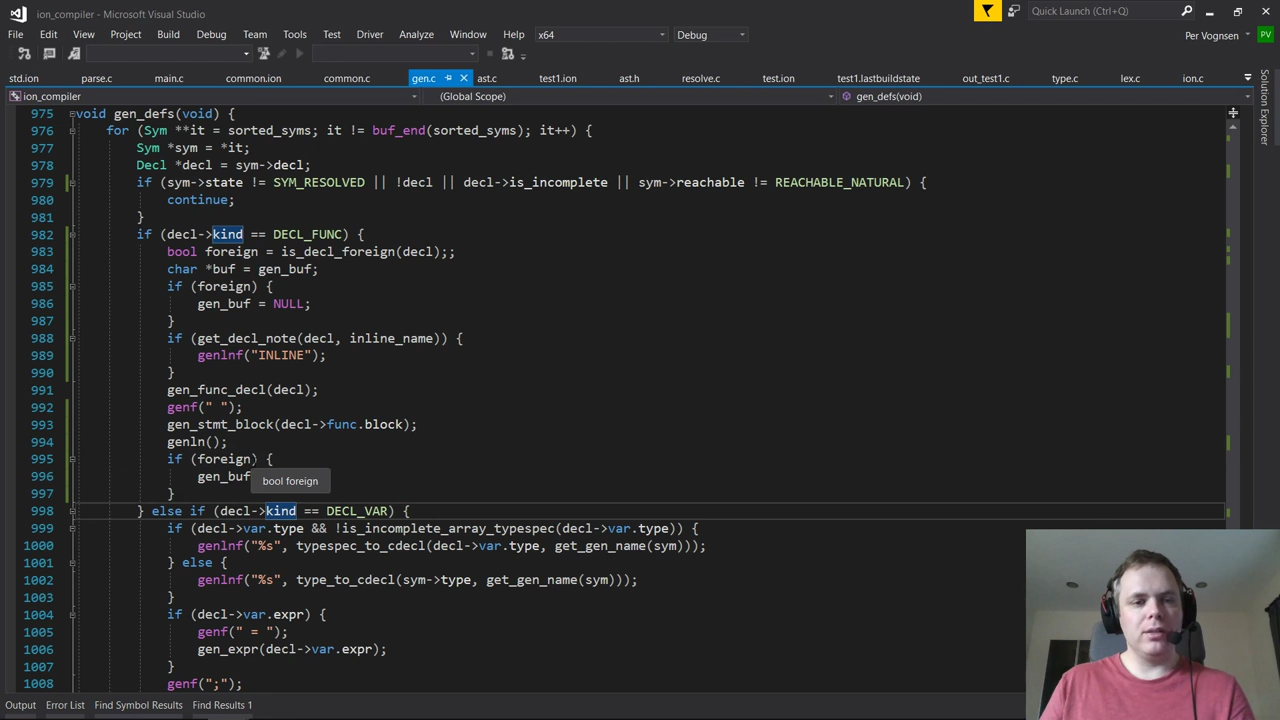 ion_compiler - Microsoft Visual Studio
Quick Launch (Ctrl+Q)
File Edit View Project Build Debug Team Tools Test Driver Analyze Window Help x64 Debug Per Vognsen PV
std.ion parse.c main.c common.ion common.c gen.c ast.c test1.ion ast.h resolve.c test.ion test1.lastbuildstate out_test1.c type.c lex.c ion.c
ion_compiler (Global Scope) gen_defs(void)
Solution Explorer
975 void gen_defs(void) {
976 for (Sym **it = sorted_syms; it != buf_end(sorted_syms); it++) {
977 Sym *sym = *it;
978 Decl *decl = sym->decl;
979 if (sym->state != SYM_RESOLVED || !decl || decl->is_incomplete || sym->reachable != REACHABLE_NATURAL) {
980 continue;
981 }
982 if (decl->kind == DECL_FUNC) {
983 bool foreign = is_decl_foreign(decl);;
984 char *buf = gen_buf;
985 if (foreign) {
986 gen_buf = NULL;
987 }
988 if (get_decl_note(decl, inline_name)) {
989 genlnf("INLINE");
990 }
991 gen_func_decl(decl);
992 genf(" ");
993 gen_stmt_block(decl->func.block);
994 genln();
995 if (foreign) {
996 gen_buf
bool foreign
997 }
998 } else if (decl->kind == DECL_VAR) {
999 if (decl->var.type && !is_incomplete_array_typespec(decl->var.type)) {
1000 genlnf("%s", typespec_to_cdecl(decl->var.type, get_gen_name(sym)));
1001 } else {
1002 genlnf("%s", type_to_cdecl(sym->type, get_gen_name(sym)));
1003 }
1004 if (decl->var.expr) {
1005 genf(" = ");
1006 gen_expr(decl->var.expr);
1007 }
1008 genf(";");
Output Error List Find Symbol Results Find Results 1